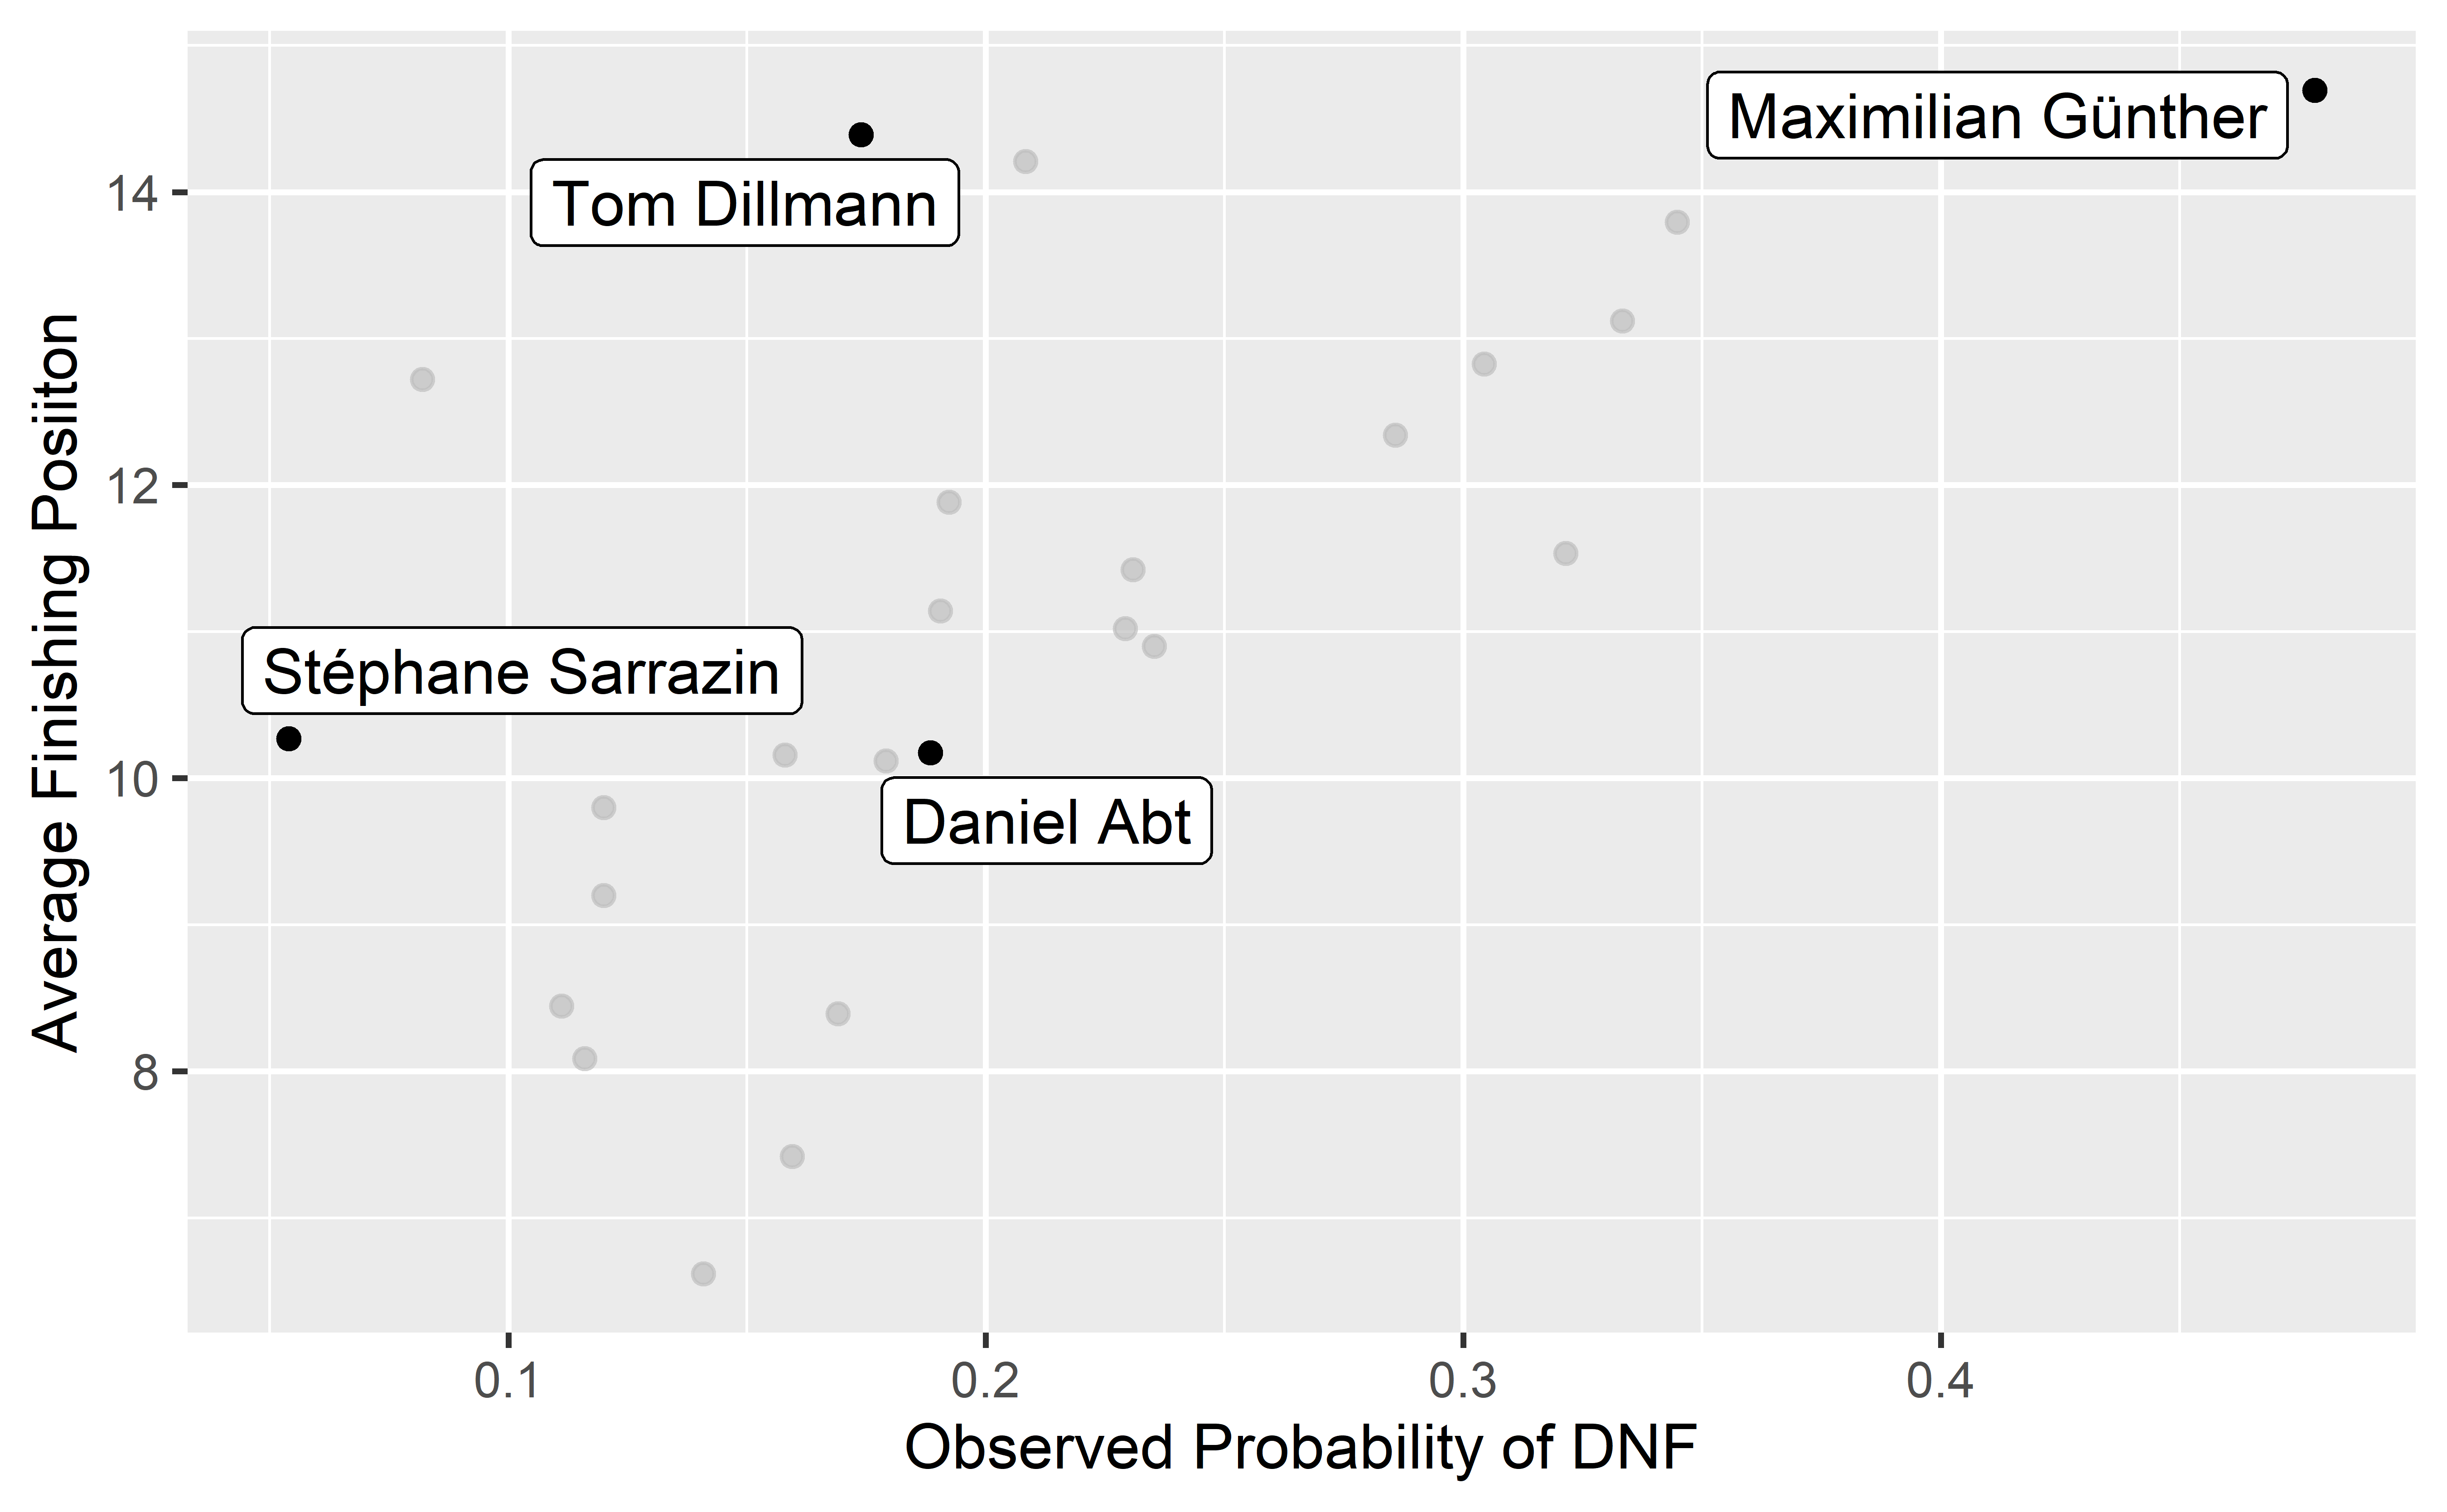 Maximilian Günther
Tom Dillmann
Stéphane Sarrazin
Daniel Abt
Average Finishing Posiiton
14
12
10
8
0.1
0.2
0.3
0.4
Observed Probability of DNF